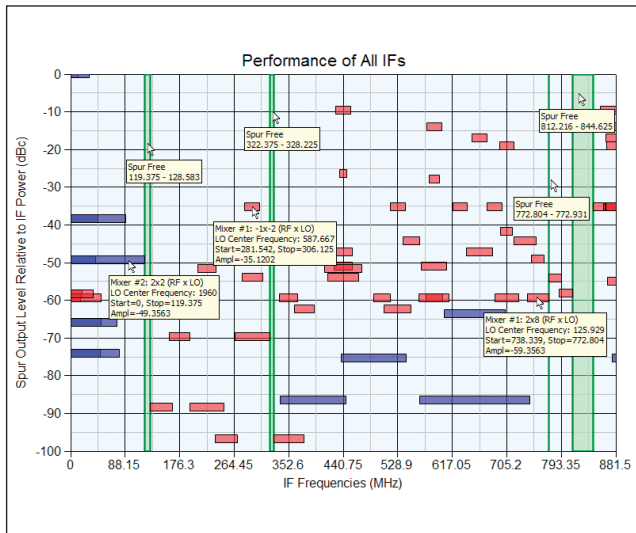 Performance of All IFs
Spur Output Level Relative to IF Power (dBc)
0
-10
-20
-30
-40
-50
-60
-70
-80
-90
-100
Spur Free
119.375 - 128.583
Spur Free
322.375 - 328.225
Spur Free
812.216 - 844.625
Spur Free
772.804 - 772.931
Mixer #1: -1x-2 (RF x LO)
LO Center Frequency: 587.667
Start=281.542, Stop=306.125
Ampl=-35.1202
Mixer #2: 2x2 (RF x LO)
LO Center Frequency: 1960
Start=0, Stop=119.375
Ampl=-49.3563
Mixer #1: 2x8 (RF x LO)
LO Center Frequency: 125.929
Start=738.339, Stop=772.804
Ampl=-59.3563
0 88.15 176.3 264.45 352.6 440.75 528.9 617.05 705.2 793.35 881.5
IF Frequencies (MHz)